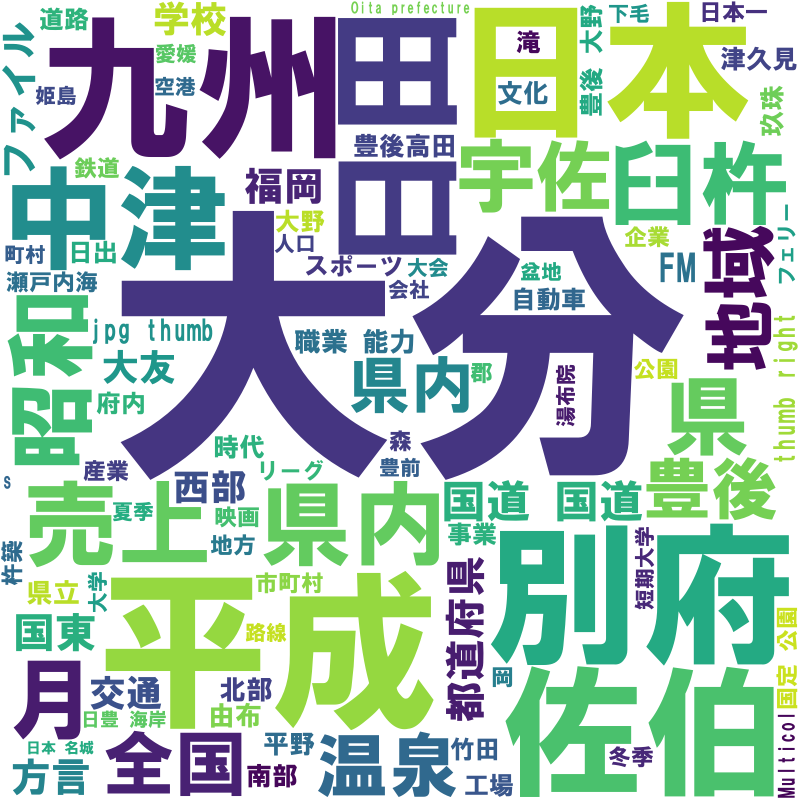 道路
学校
Oita prefecture
大野
下毛
日本一
ファイル
愛媛
九州
田
日本
滝
津久見
姫島
空港
文化
豊後
玖珠
豊後高田
鉄道
福岡
田
宇佐
臼杵
中津
大野
企業
フェリー
町村
日出
人口
スポーツ
大会
盆地
FM
地域
瀬戸内海
会社
自動車
大分
昭和
jpg thumb
職業 能力
thumb right
大友
県内
郡
湯布院
公園
府内
県
時代
森
産業
西部
リーグ
豊前
豊後
s
売上
夏季
映画
地方
県内
国道 国道
事業
杵築
県立
大学
市町村
都道府県
別府
短期大学
国東
路線
平成
月
交通
北部
由布
岡
佐伯
国定 公園
日豊 海岸
日本 名城
方言
全国
南部
平野
温泉
竹田
工場
冬季
Multicol